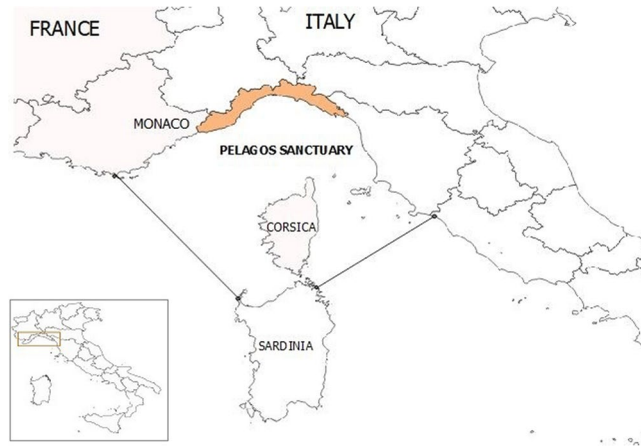 FRANCE
ITALY
MONACO
PELAGOS SANCTUARY
CORSICA
SARDINIA